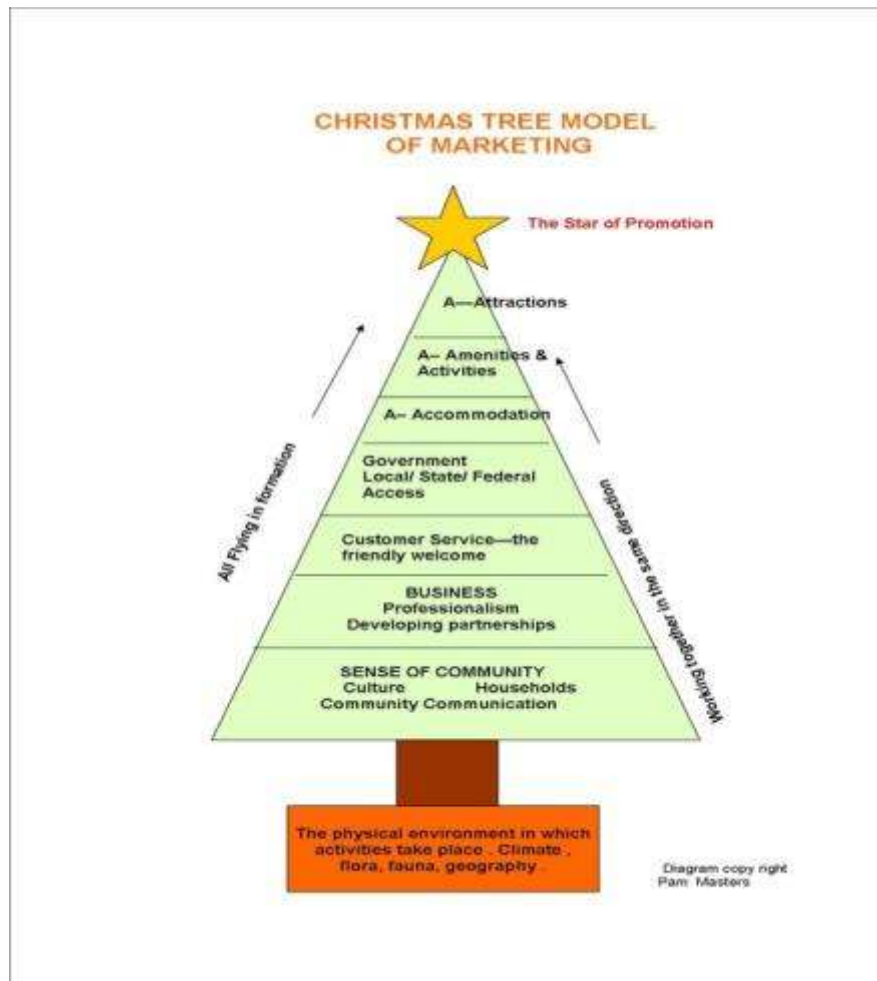 CHRISTMAS TREE MODEL
OF MARKETING
The Star of Promotion
A—Attractions
A– Amenities &
Activities
A– Accommodation
Government
Local/ State/ Federal
Access
Customer Service—the
friendly welcome
BUSINESS
Professionalism
Developing partnerships
SENSE OF COMMUNITY
Culture Households
Community Communication
All Flying in formation
Working together in the same direction
The physical environment in which
activities take place . Climate ,
flora, fauna, geography .
Diagram copy right
Pam Masters